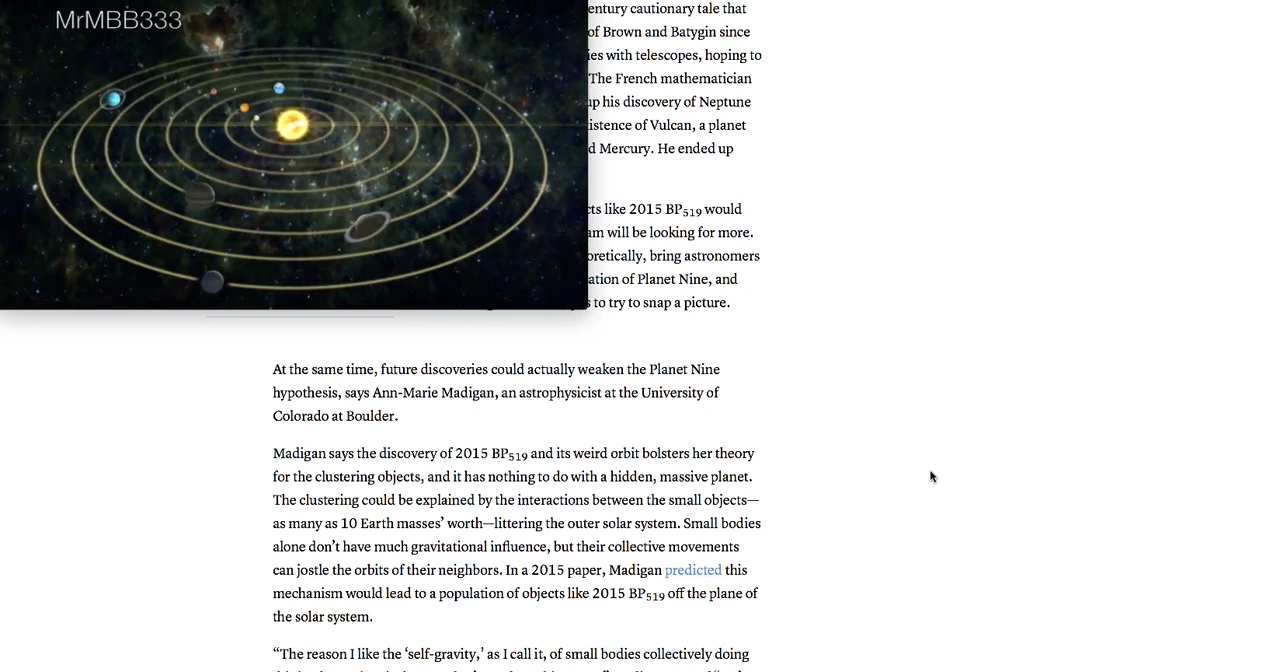 MrMBB333
entury cautionary tale that
of Brown and Batygin since
ies with telescopes, hoping to
The French mathematician
up his discovery of Neptune
istence of Vulcan, a planet
d Mercury. He ended up
cts like 2015 BP519 would
am will be looking for more.
oretically, bring astronomers
ation of Planet Nine, and
s to try to snap a picture.
At the same time, future discoveries could actually weaken the Planet Nine
hypothesis, says Ann-Marie Madigan, an astrophysicist at the University of
Colorado at Boulder.
Madigan says the discovery of 2015 BP519 and its weird orbit bolsters her theory
for the clustering objects, and it has nothing to do with a hidden, massive planet.
The clustering could be explained by the interactions between the small objects—
as many as 10 Earth masses’ worth—littering the outer solar system. Small bodies
alone don’t have much gravitational influence, but their collective movements
can jostle the orbits of their neighbors. In a 2015 paper, Madigan predicted this
mechanism would lead to a population of objects like 2015 BP519 off the plane of
the solar system.
“The reason I like the ‘self-gravity,’ as I call it, of small bodies collectively doing